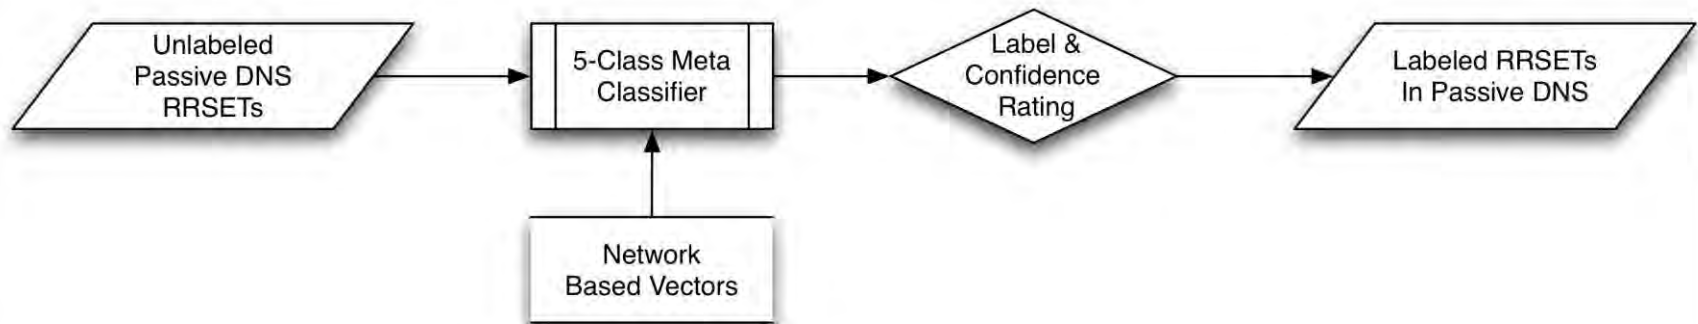 Unlabeled
Passive DNS
RRSETs
5-Class Meta
Classifier
Label &
Confidence
Rating
Labeled RRSETs
In Passive DNS
Network
Based Vectors